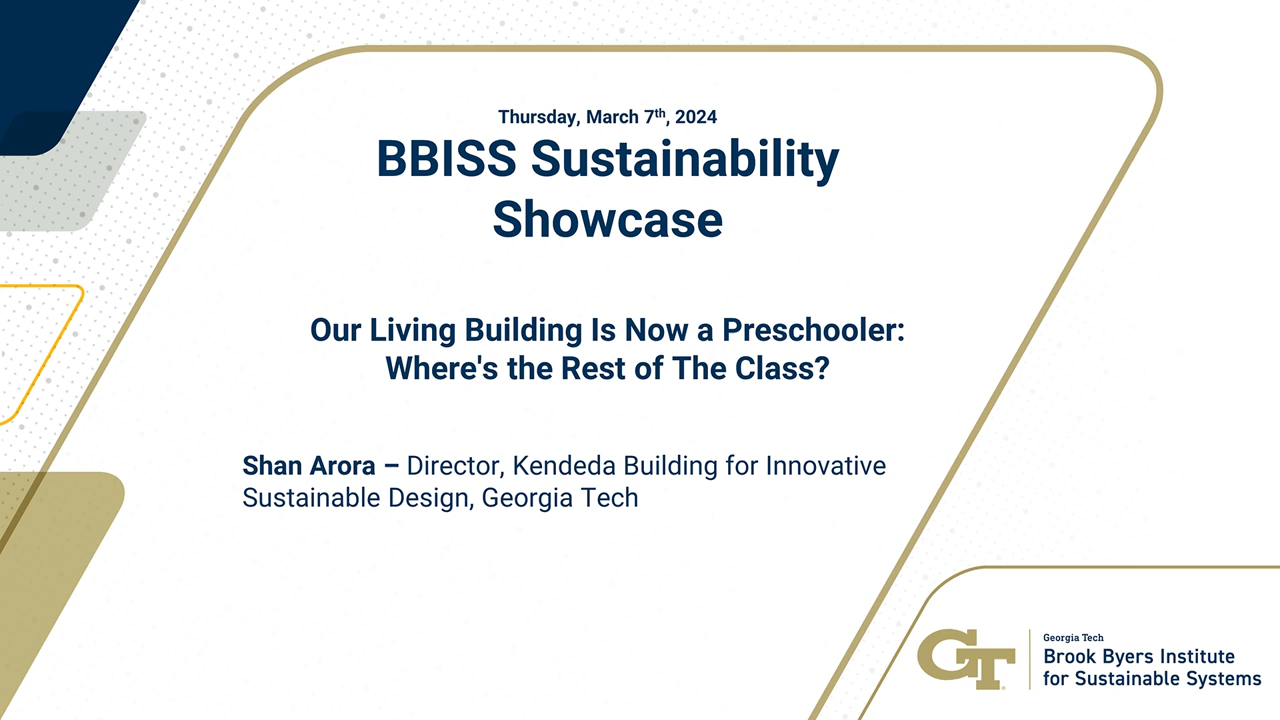 Thursday, March 7th, 2024
BBISS Sustainability
Showcase
Our Living Building Is Now a Preschooler:
Where's the Rest of The Class?
Shan Arora – Director, Kendeda Building for Innovative
Sustainable Design, Georgia Tech
GT
Georgia Tech
Brook Byers Institute
for Sustainable Systems